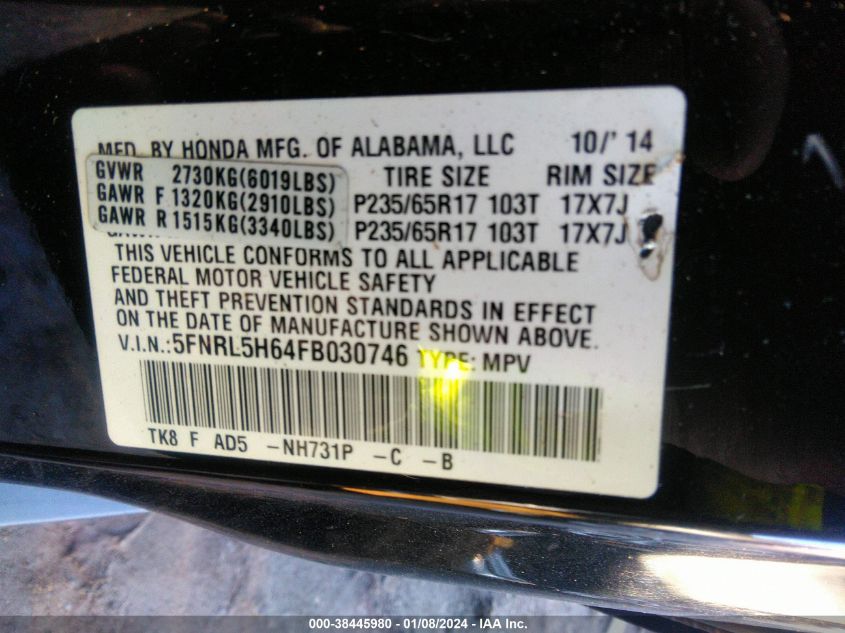 MFD. BY HONDA MFG. OF ALABAMA, LLC 10/' 14
GVWR 2730KG(6019LBS) TIRE SIZE RIM SIZE
GAWR F 1320KG(2910LBS) P235/65R17 103T 17X7J
GAWR R 1515KG(3340LBS) P235/65R17 103T 17X7J
THIS VEHICLE CONFORMS TO ALL APPLICABLE
FEDERAL MOTOR VEHICLE SAFETY
AND THEFT PREVENTION STANDARDS IN EFFECT
ON THE DATE OF MANUFACTURE SHOWN ABOVE.
V.I.N.:5FNRL5H64FB030746 TYPE: MPV
TK8 F AD5 -NH731P -C -B
000-38445980 - 01/08/2024 - IAA Inc.